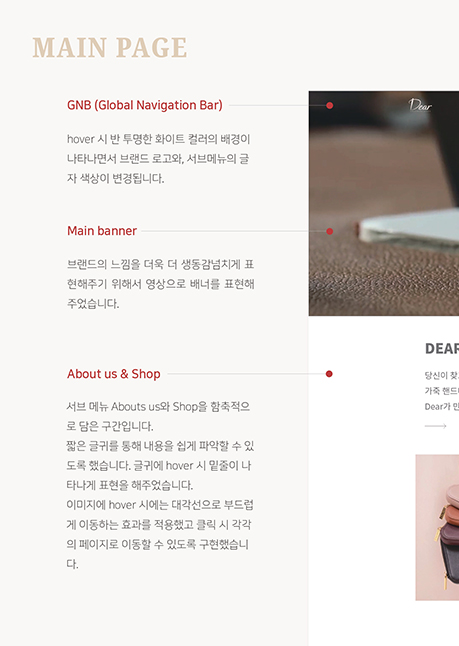 MAIN PAGE
GNB (Global Navigation Bar)
hover 시 반 투명한 화이트 컬러의 배경이
나타나면서 브랜드 로고와, 서브메뉴의 글
자 색상이 변경됩니다.
Dear
Main banner
브랜드의 느낌을 더욱 더 생동감넘치게 표
현해주기 위해서 영상으로 배너를 표현해
주었습니다.
About us & Shop
서브 메뉴 Abouts us와 Shop을 함축적으
로 담은 구간입니다.
짧은 글귀를 통해 내용을 쉽게 파악할 수 있
도록 했습니다. 글귀에 hover 시 밑줄이 나
타나게 표현을 해주었습니다.
이미지에 hover 시에는 대각선으로 부드럽
게 이동하는 효과를 적용했고 클릭 시 각각
의 페이지로 이동할 수 있도록 구현했습니
다.
DEAR
당신이 찾
가죽 핸드
Dear가 만